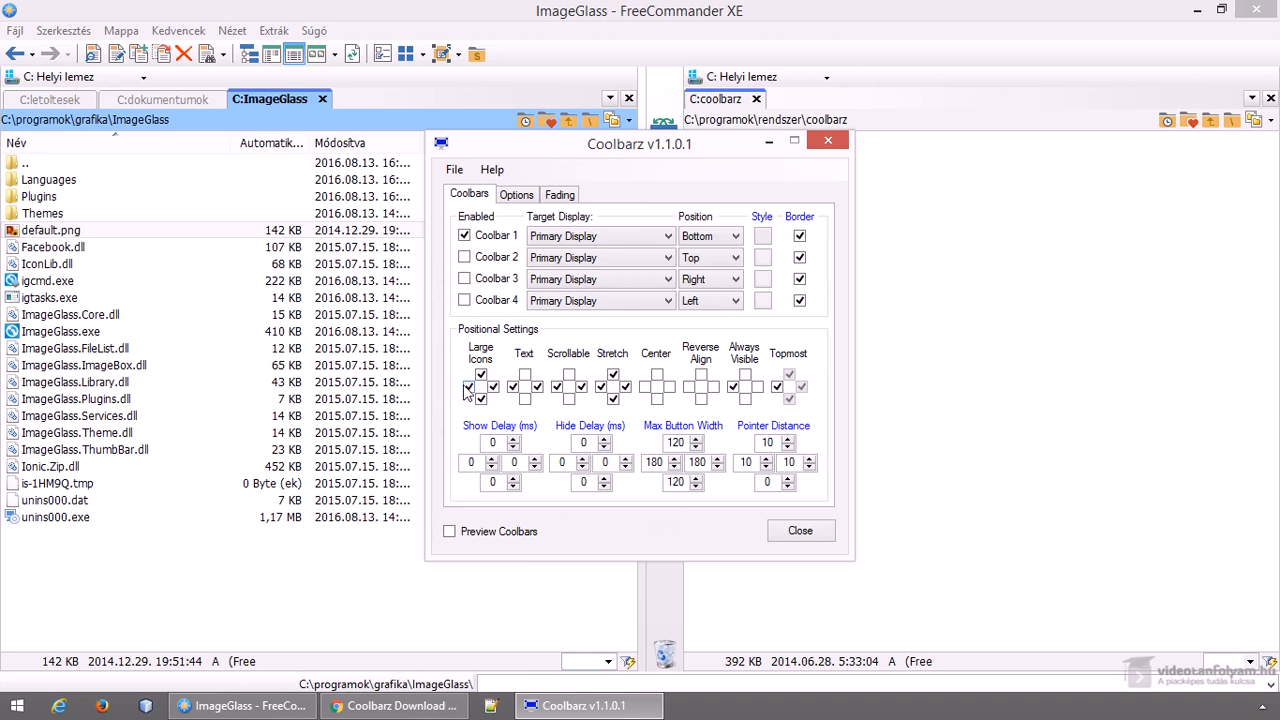 ImageGlass - FreeCommander XE
Fájl Szerkesztés Mappa Kedvencek Nézet Extrák Súgó
S
C: Helyi lemez
C: Helyi lemez
C:letoltesek C:dokumentumok C:ImageGlass
C:coolbarz
C:\programok\grafika\ImageGlass
C:\programok\rendszer\coolbarz
Név Automatik... Módosítva
.. 2016.08.13. 16:...
Languages 2016.08.13. 16:...
Plugins 2016.08.13. 14:...
Themes 2016.08.13. 14:...
default.png 142 KB 2014.12.29. 19:...
Facebook.dll 107 KB 2015.07.15. 18:...
IconLib.dll 68 KB 2015.07.15. 18:...
igcmd.exe 222 KB 2015.07.15. 18:...
igtasks.exe 14 KB 2015.07.15. 18:...
ImageGlass.Core.dll 15 KB 2015.07.15. 18:...
ImageGlass.exe 410 KB 2015.07.15. 18:...
ImageGlass.FileList.dll 12 KB 2015.07.15. 18:...
ImageGlass.ImageBox.dll 65 KB 2015.07.15. 18:...
ImageGlass.Library.dll 43 KB 2015.07.15. 18:...
ImageGlass.Plugins.dll 7 KB 2015.07.15. 18:...
ImageGlass.Services.dll 14 KB 2015.07.15. 18:...
ImageGlass.Theme.dll 14 KB 2015.07.15. 18:...
ImageGlass.ThumbBar.dll 23 KB 2015.07.15. 18:...
Ionic.Zip.dll 452 KB 2015.07.15. 18:...
is-1HM9Q.tmp 0 Byte (ek) 2015.07.15. 18:...
unins000.dat 7 KB 2016.08.13. 14:...
unins000.exe 1,17 MB 2016.08.13. 14:...
Coolbarz v1.1.0.1
File Help
Coolbars Options Fading
Enabled Target Display: Position Style Border
Coolbar 1 Primary Display Bottom
Coolbar 2 Primary Display Top
Coolbar 3 Primary Display Right
Coolbar 4 Primary Display Left
Positional Settings
Large Icons Text Scrollable Stretch Center Reverse Align Always Visible Topmost
Show Delay (ms) Hide Delay (ms) Max Button Width Pointer Distance
0 0 120 10
0 0 0 0 180 180 10 10
0 0 120 0
Preview Coolbars Close
142 KB 2014.12.29. 19:51:44 A (Free
392 KB 2014.06.28. 5:33:04 A (Free
C:\programok\grafika\ImageGlass\
videotanfolyam.hu
A piacképes tudás kulcsa
ImageGlass - FreeCo... Coolbarz Download ... Coolbarz v1.1.0.1